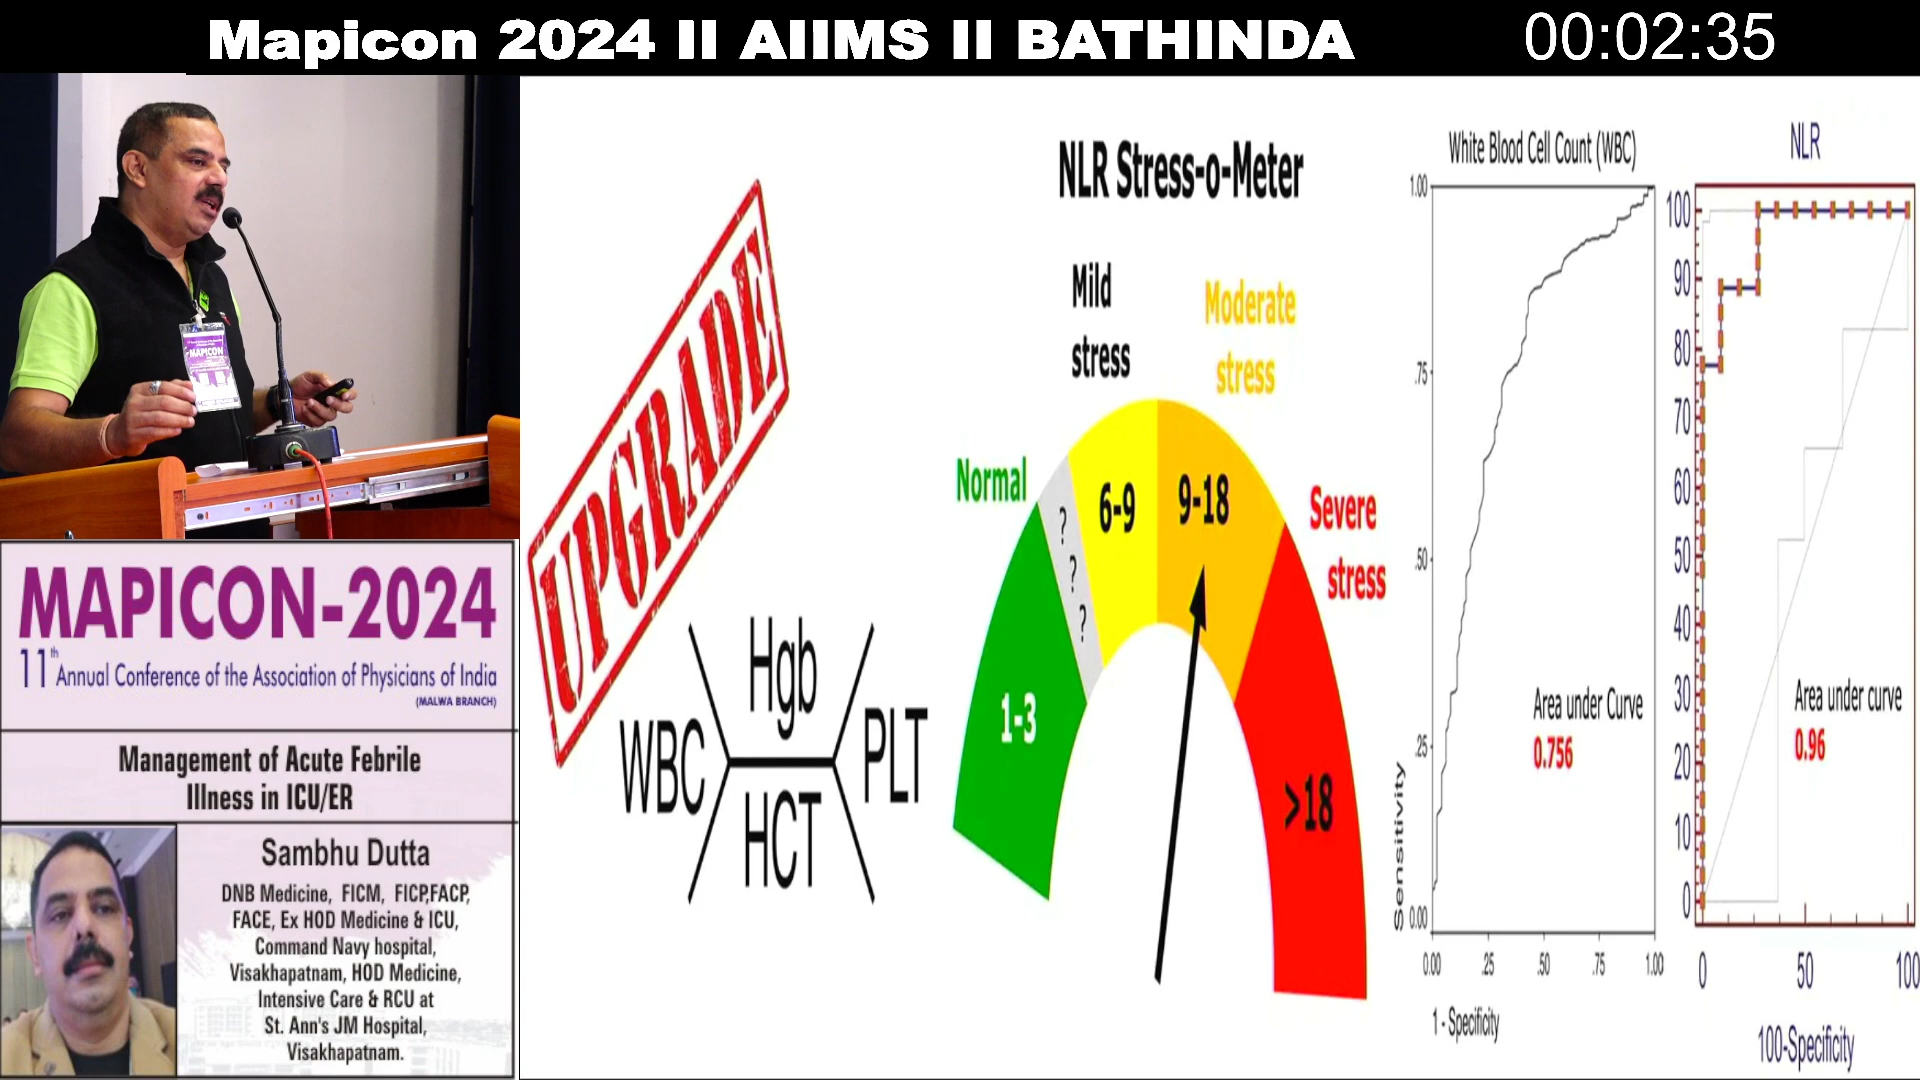 Mapicon 2024 II AIIMS II BATHINDA
00:02:35
MAPICON
MAPICON-2024
11th Annual Conference of the Association of Physicians of India
(MALWA BRANCH)
Management of Acute Febrile
Illness in ICU/ER
Sambhu Dutta
DNB Medicine, FICM, FICP,FACP,
FACE, Ex HOD Medicine & ICU,
Command Navy hospital,
Visakhapatnam, HOD Medicine,
Intensive Care & RCU at
St. Ann's JM Hospital,
Visakhapatnam.
UPGRADE
WBC
Hgb
HCT
PLT
NLR Stress-o-Meter
Mild
stress
Moderate
stress
Normal
Severe
stress
1-3
?
?
?
6-9
9-18
>18
White Blood Cell Count (WBC)
1.00
.75
.50
.25
0.00
Sensitivity
Area under Curve
0.756
0.00 .25 .50 .75 1.00
1 - Specificity
NLR
100
90
80
70
60
50
40
30
20
10
0
Area under curve
0.96
0 50 100
100-Specificity